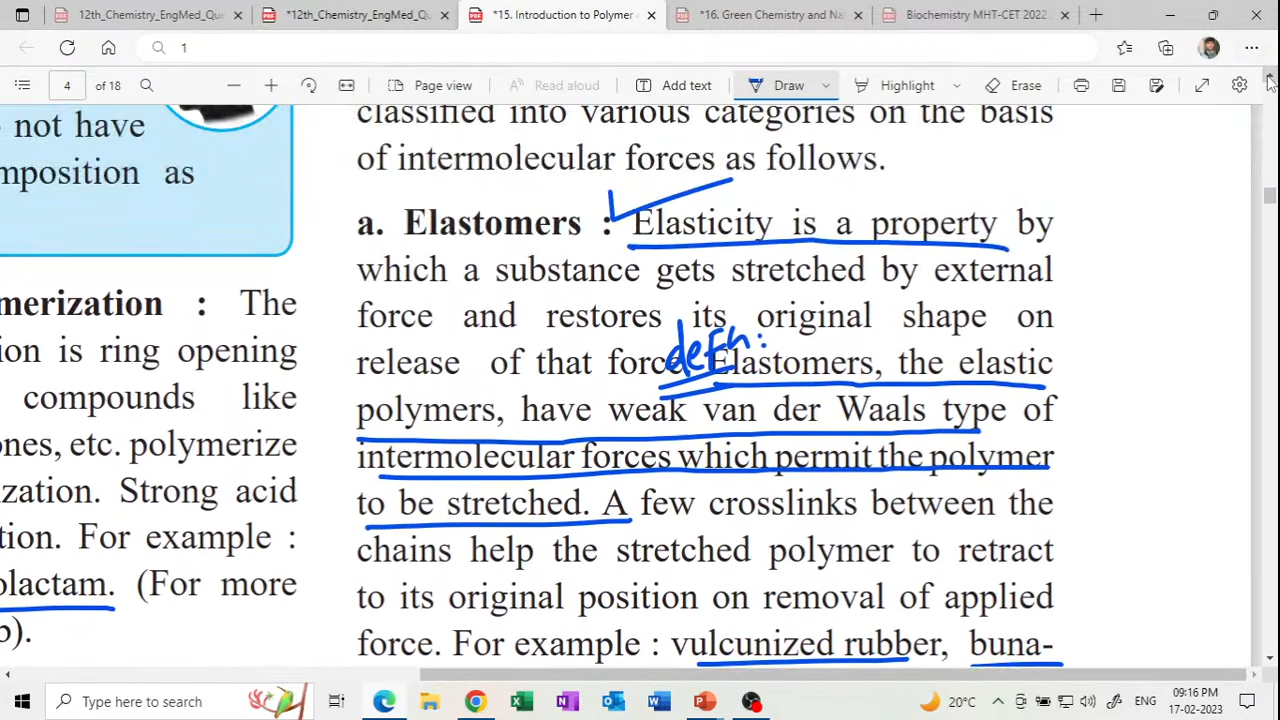 12th_Chemistry_EngMed_Que
*12th_Chemistry_EngMed_Qu
*15. Introduction to Polymer
*16. Green Chemistry and Na
Biochemistry MHT-CET 2022
1
4 of 18
Page view
Read aloud
Add text
Draw
Highlight
Erase
not have
mposition as
merization : The
ion is ring opening
compounds like
ones, etc. polymerize
ization. Strong acid
tion. For example :
olactam. (For more
b).
classified into various categories on the basis
of intermolecular forces as follows.
a. Elastomers : Elasticity is a property by
which a substance gets stretched by external
force and restores its original shape on
defn:
release of that force. Elastomers, the elastic
polymers, have weak van der Waals type of
intermolecular forces which permit the polymer
to be stretched. A few crosslinks between the
chains help the stretched polymer to retract
to its original position on removal of applied
force. For example : vulcunized rubber, buna-
Type here to search
20°C
ENG
09:16 PM
17-02-2023